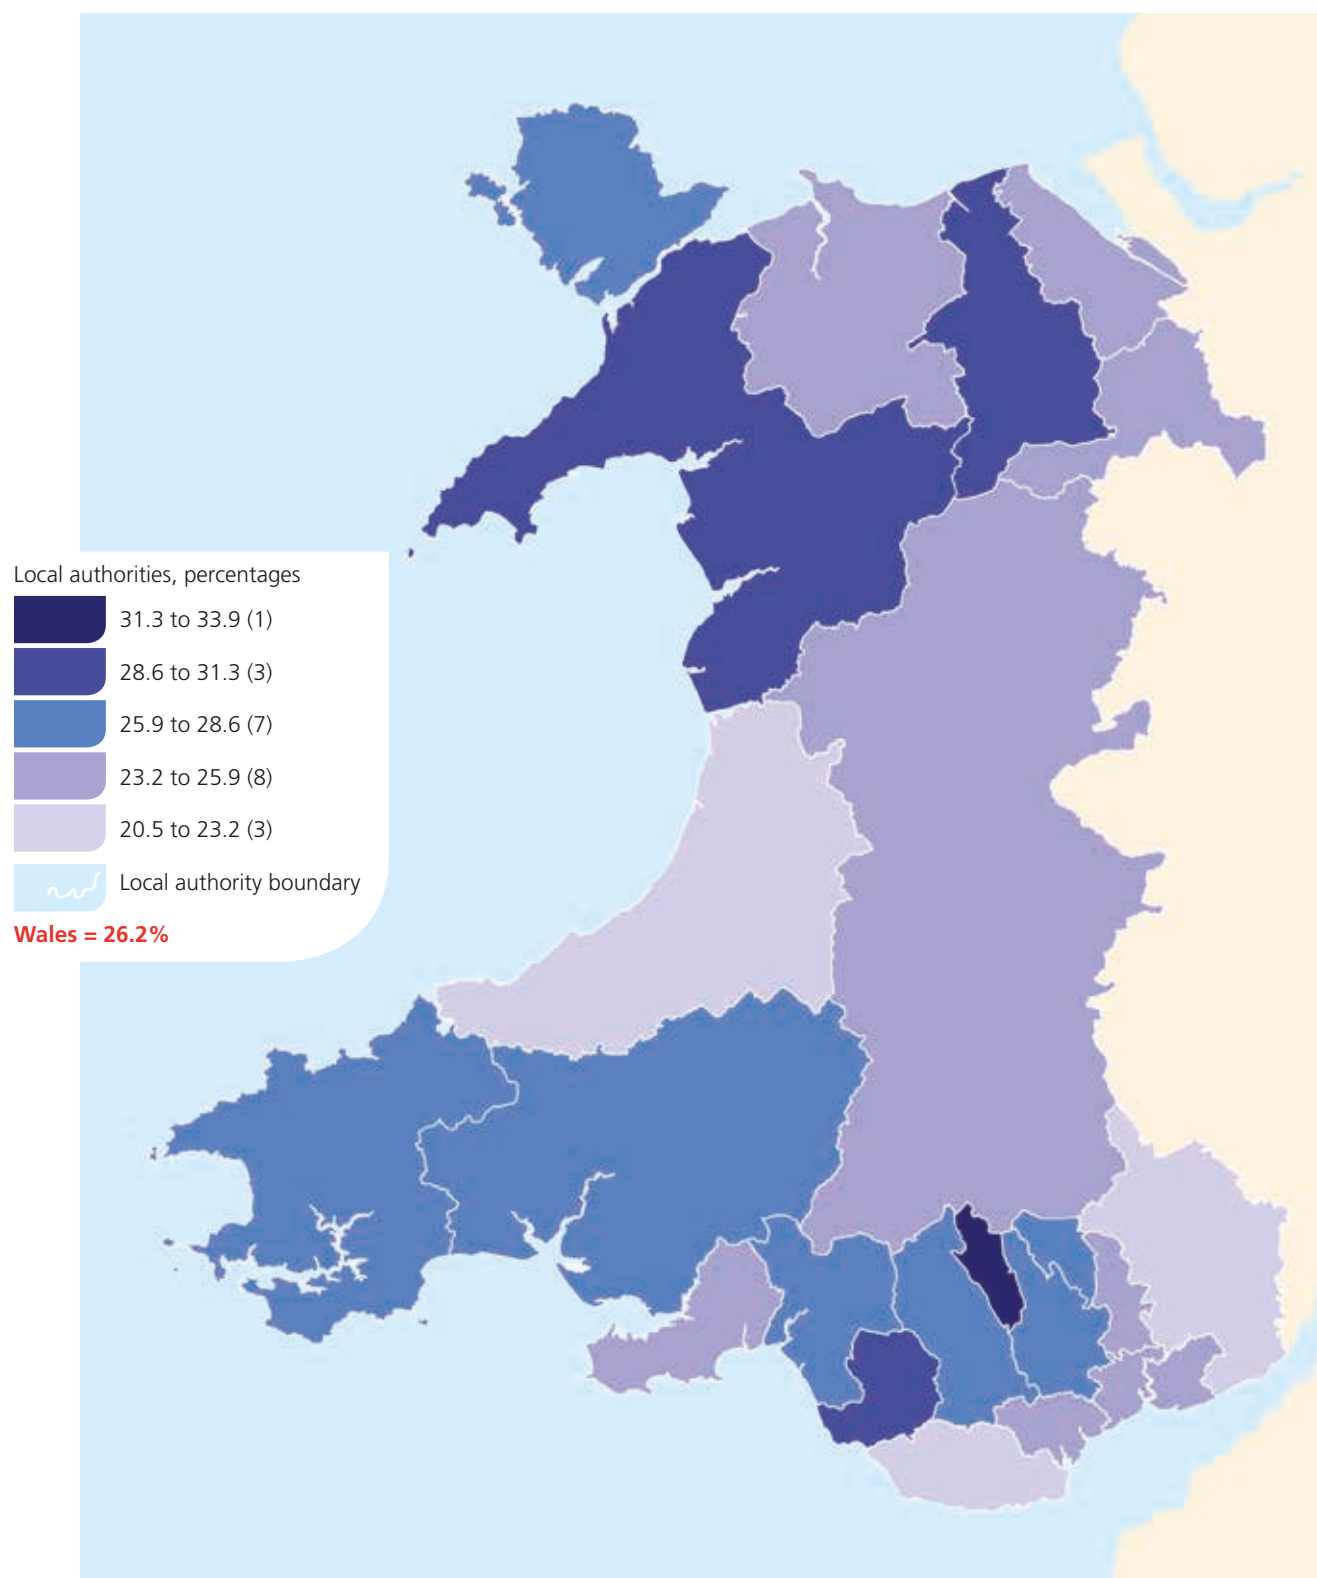 Local authorities, percentages
31.3 to 33.9 (1)
28.6 to 31.3 (3)
25.9 to 28.6 (7)
23.2 to 25.9 (8)
20.5 to 23.2 (3)
Local authority boundary
Wales = 26.2%